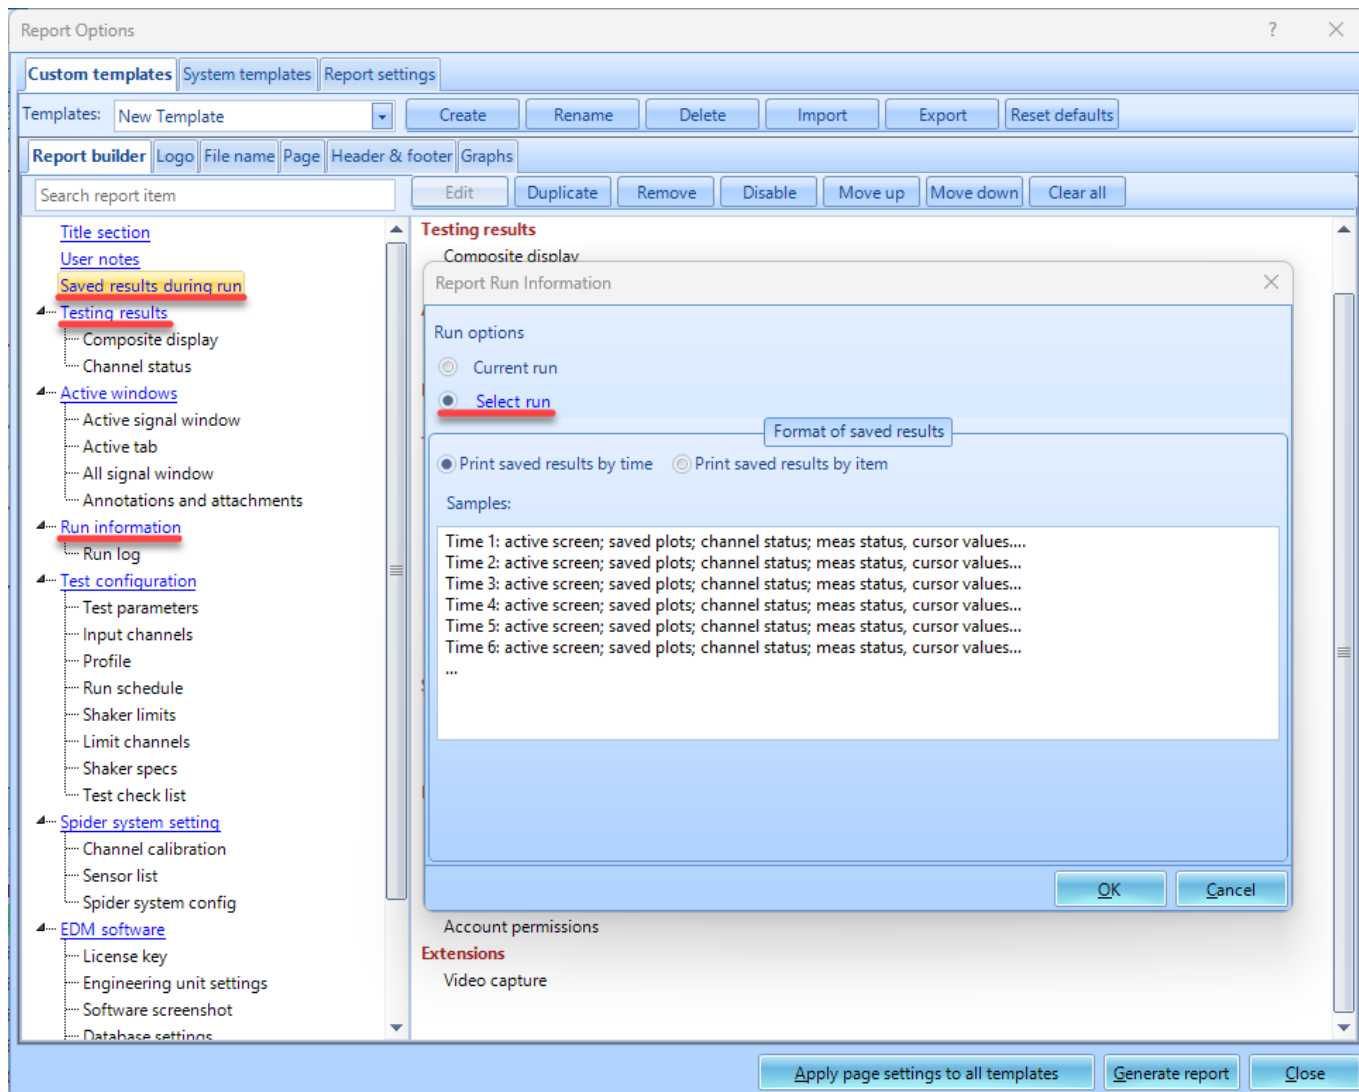 Report Options
?
Custom templates System templates Report settings
Templates: New Template Create Rename Delete Import Export Reset defaults
Report builder Logo File name Page Header & footer Graphs
Search report item Edit Duplicate Remove Disable Move up Move down Clear all
Title section
User notes
Saved results during run
Testing results
Composite display
Channel status
Active windows
Active signal window
Active tab
All signal window
Annotations and attachments
Run information
Run log
Test configuration
Test parameters
Input channels
Profile
Run schedule
Shaker limits
Limit channels
Shaker specs
Test check list
Spider system setting
Channel calibration
Sensor list
Spider system config
EDM software
License key
Engineering unit settings
Software screenshot
Database settings
Testing results
Composite display
Report Run Information
Run options
Current run
Select run
Format of saved results
Print saved results by time Print saved results by item
Samples:
Time 1: active screen; saved plots; channel status; meas status, cursor values....
Time 2: active screen; saved plots; channel status; meas status, cursor values...
Time 3: active screen; saved plots; channel status; meas status, cursor values...
Time 4: active screen; saved plots; channel status; meas status, cursor values...
Time 5: active screen; saved plots; channel status; meas status, cursor values...
Time 6: active screen; saved plots; channel status; meas status, cursor values...
...
OK Cancel
Account permissions
Extensions
Video capture
Apply page settings to all templates Generate report Close